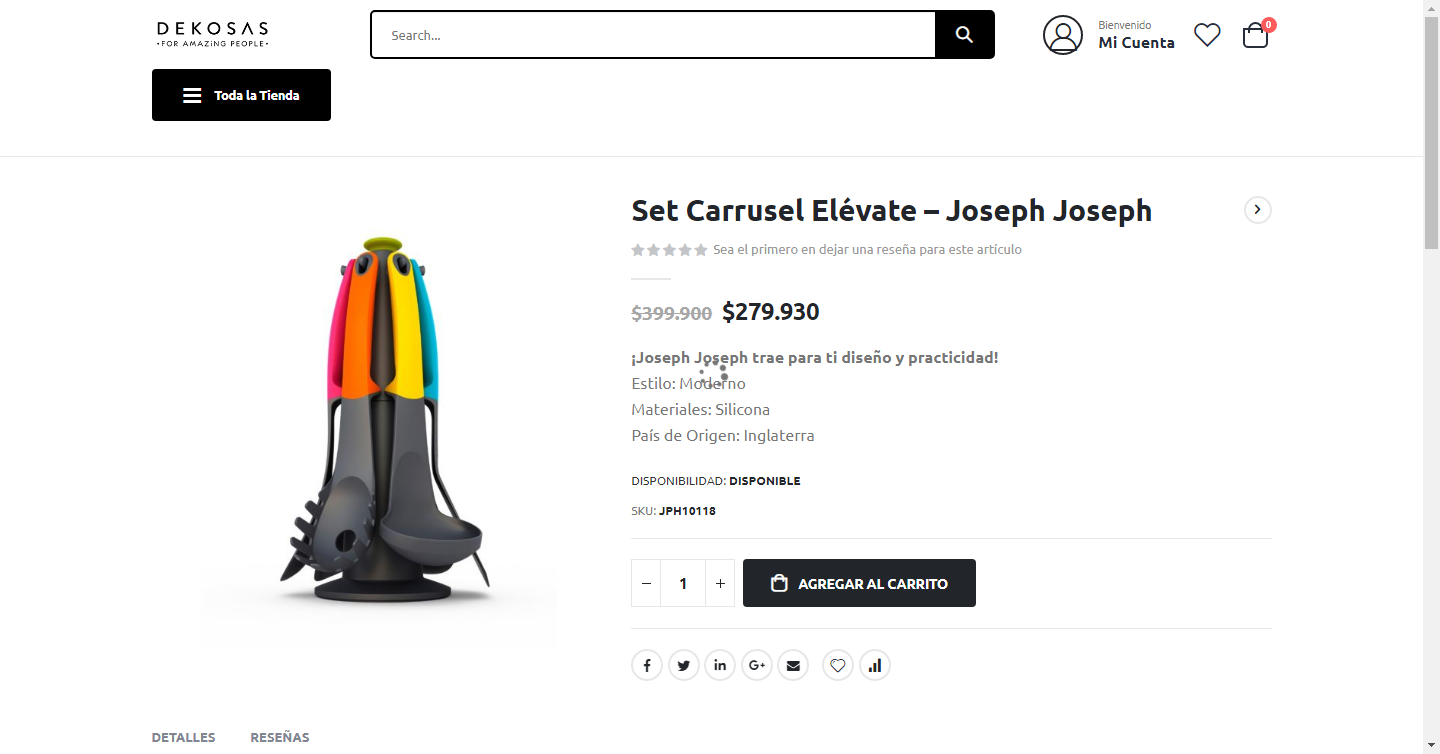 DEKOSAS
•FOR AMAZiNG PEOPLE•
Search...
Bienvenido
Mi Cuenta
0
Toda la Tienda
Set Carrusel Elévate – Joseph Joseph
Sea el primero en dejar una reseña para este artículo
$399.900 $279.930
¡Joseph Joseph trae para ti diseño y practicidad!
Estilo: Moderno
Materiales: Silicona
País de Origen: Inglaterra
DISPONIBILIDAD: DISPONIBLE
SKU: JPH10118
− 1 +
AGREGAR AL CARRITO
DETALLES
RESEÑAS